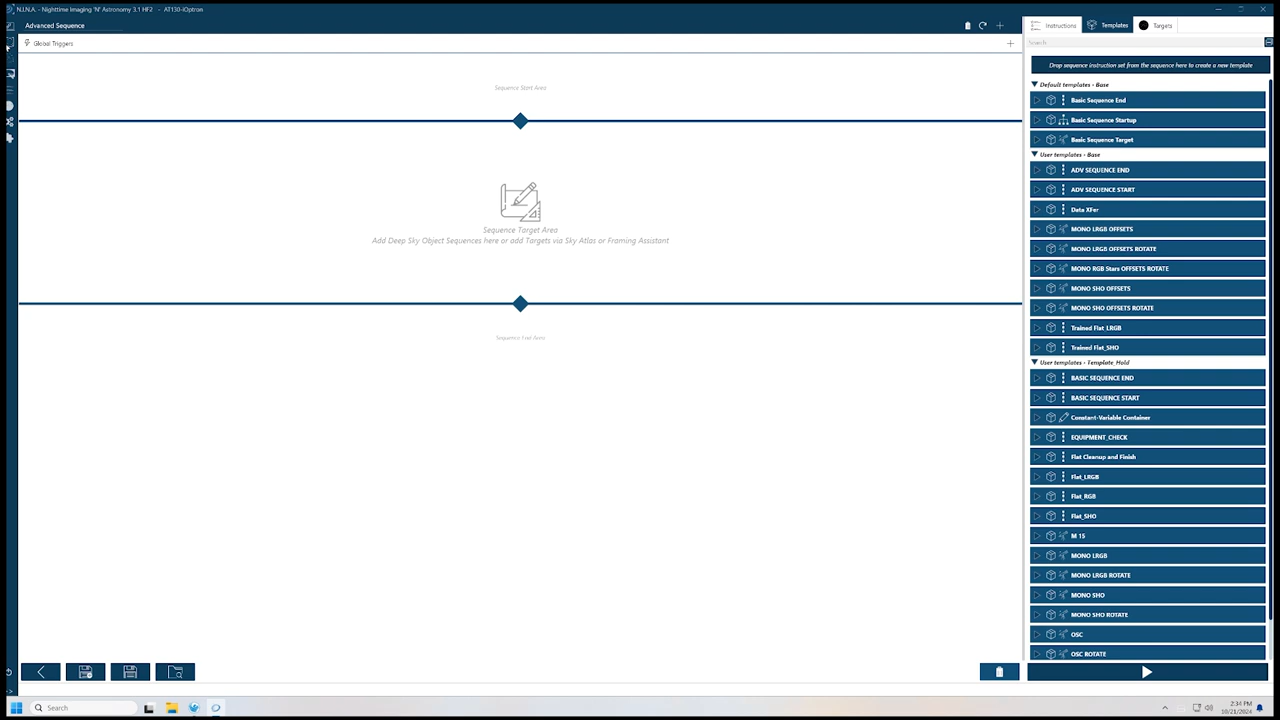 N.I.N.A. - Nighttime Imaging 'N' Astronomy 3.1 HF2 - AT130-iOptron
Advanced Sequence
Instructions
Templates
Targets
Global Triggers
Search
Drop sequence instruction set from the sequence here to create a new template
Sequence Start Area
Default templates - Base
Basic Sequence End
Basic Sequence Startup
Basic Sequence Target
User templates - Base
ADV SEQUENCE END
ADV SEQUENCE START
Data XFer
MONO LRGB OFFSETS
MONO LRGB OFFSETS ROTATE
MONO RGB Stars OFFSETS ROTATE
MONO SHO OFFSETS
MONO SHO OFFSETS ROTATE
Trained Flat_LRGB
Trained Flat_SHO
Sequence Target Area
Add Deep Sky Object Sequences here or add Targets via Sky Atlas or Framing Assistant
Sequence End Area
User templates - Template_Hold
BASIC SEQUENCE END
BASIC SEQUENCE START
Constant-Variable Container
EQUIPMENT_CHECK
Flat Cleanup and Finish
Flat_LRGB
Flat_RGB
Flat_SHO
M 15
MONO LRGB
MONO LRGB ROTATE
MONO SHO
MONO SHO ROTATE
OSC
OSC ROTATE
Search
2:34 PM
10/21/2024